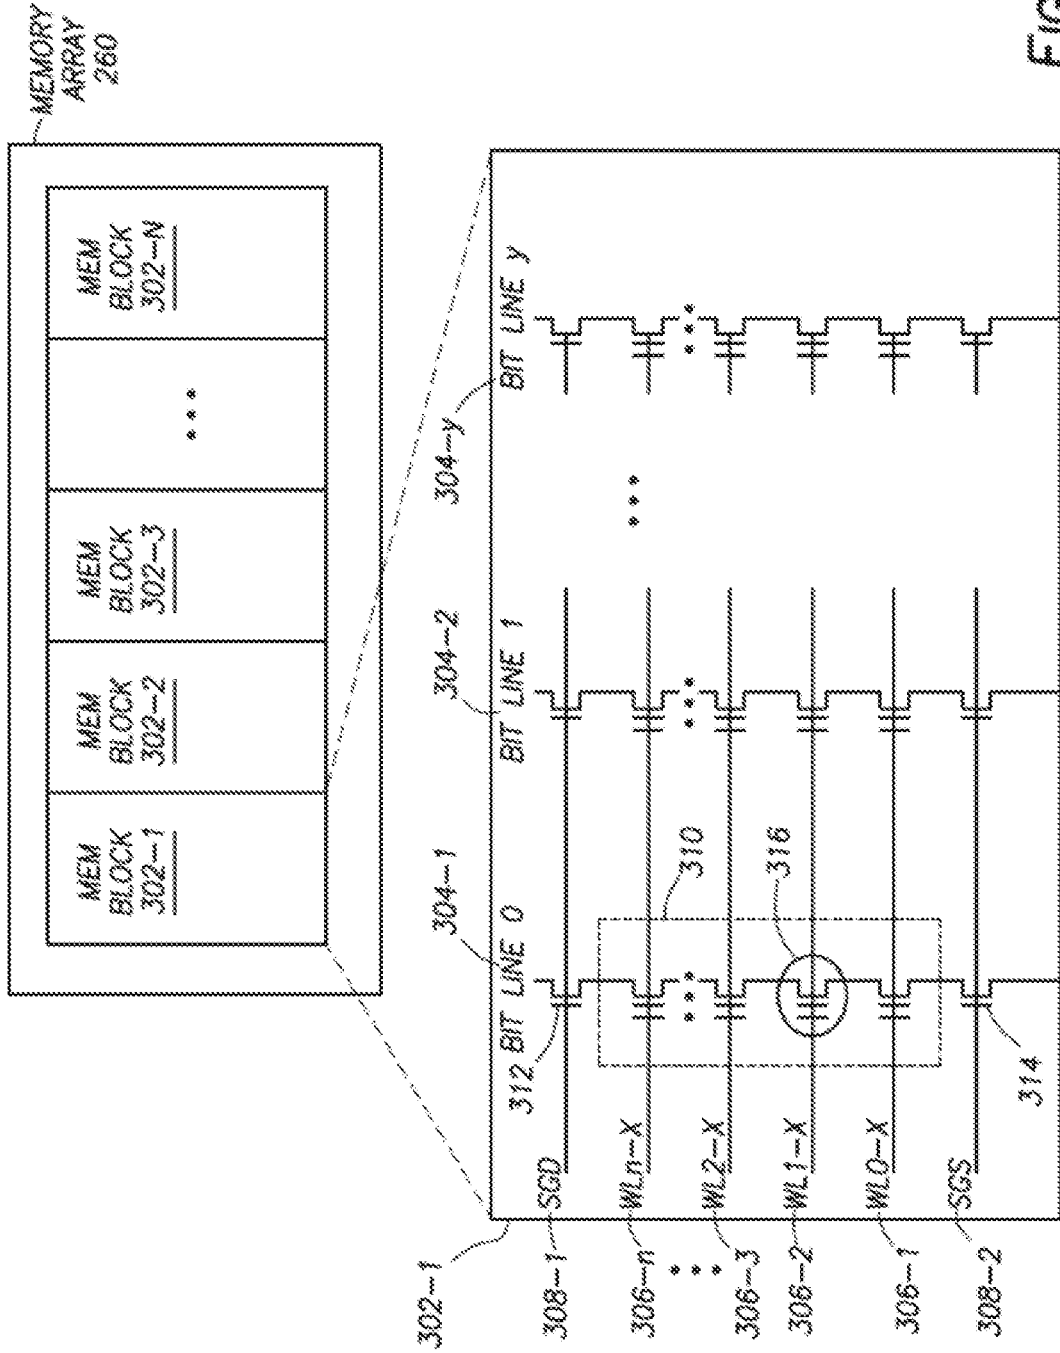 MEMORY
ARRAY
260
MEM
BLOCK
302-1
MEM
BLOCK
302-2
MEM
BLOCK
302-3
•••
MEM
BLOCK
302-N
302-1
304-1
304-2
304-y
BIT LINE 0
BIT LINE 1
BIT LINE y
312
308-1
SGD
306-n
WLn-X
•••
310
306-3
WL2-X
316
306-2
WL1-X
306-1
WL0-X
308-2
SGS
314
FIG